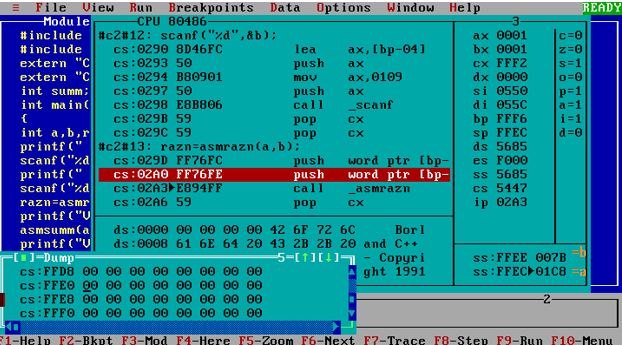 ≡ File View Run Breakpoints Data Options Window Help READY
Module
CPU 80486
3
#include
#include
extern "C
extern "C
int summ;
int main(
{
int a,b,r
printf("
scanf("%d
printf("
scanf("%d
razn=asmr
printf("V
asmsumm(a
printf("V
#c2#12: scanf("%d",&b);
cs:0290 8D46FC lea ax,[bp-04]
cs:0293 50 push ax
cs:0294 B80901 mov ax,0109
cs:0297 50 push ax
cs:0298 E8B806 call _scanf
cs:029B 59 pop cx
cs:029C 59 pop cx
#c2#13: razn=asmrazn(a,b);
cs:029D FF76FC push word ptr [bp-
cs:02A0 FF76FE push word ptr [bp-
cs:02A3►E894FF call _asmrazn
cs:02A6 59 pop cx
ax 0001 c=0
bx 0001 z=0
cx FFF2 s=1
dx 0000 o=0
si 0550 p=1
di 055C a=1
bp FFF6 i=1
sp FFEC d=0
ds 5685
es F000
ss 5685
cs 5447
ip 02A3
ds:0000 00 00 00 00 42 6F 72 6C Borl
ds:0008 61 6E 64 20 43 2B 2B 20 and C++
- Copyri
ght 1991
ss:FFEE 007B
ss:FFEC►01C8
b
a
[■]=Dump 5=[↑][↓]
cs:FFD8 00 00 00 00 00 00 00 00
cs:FFE0 00 00 00 00 00 00 00 00
cs:FFE8 00 00 00 00 00 00 00 00
cs:FFF0 00 00 00 00 00 00 00 00
2
F1-Help F2-Bkpt F3-Mod F4-Here F5-Zoom F6-Next F7-Trace F8-Step F9-Run F10-Menu